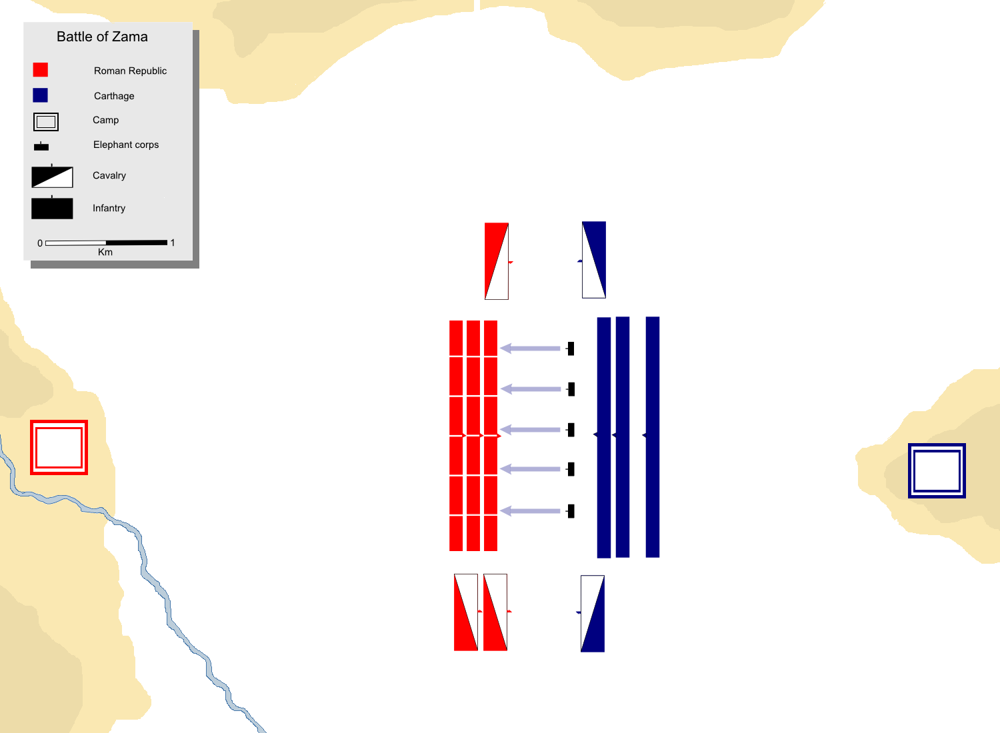 Battle of Zama
Roman Republic
Carthage
Camp
Elephant corps
Cavalry
Infantry
0 1
Km